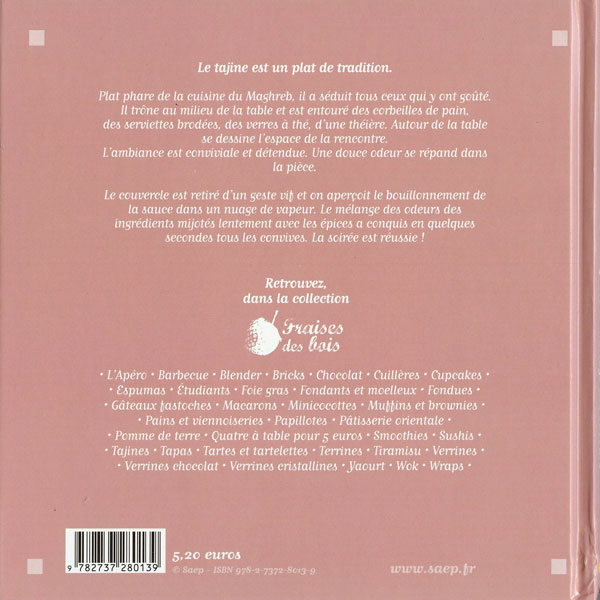 Le tajine est un plat de tradition.
Plat phare de la cuisine du Maghreb, il a séduit tous ceux qui y ont goûté.
Il trône au milieu de la table et est entouré des corbeilles de pain,
des serviettes brodées, des verres à thé, d'une théière. Autour de la table
se dessine l'espace de la rencontre.
L'ambiance est conviviale et détendue. Une douce odeur se répand dans
la pièce.
Le couvercle est retiré d'un geste vif et on aperçoit le bouillonnement de
la sauce dans un nuage de vapeur. Le mélange des odeurs des
ingrédients mijotés lentement avec les épices a conquis en quelques
secondes tous les convives. La soirée est réussie !
Retrouvez,
dans la collection
Fraises
des bois
• L'Apéro • Barbecue • Blender • Bricks • Chocolat • Cuillères • Cupcakes •
• Espumas • Étudiants • Foie gras • Fondants et moelleux • Fondues •
• Gâteaux fastoches • Macarons • Minicocottes • Muffins et brownies •
• Pains et viennoiseries • Papillotes • Pâtisserie orientale •
• Pomme de terre • Quatre à table pour 5 euros • Smoothies • Sushis •
• Tajines • Tapas • Tartes et tartelettes • Terrines • Tiramisu • Verrines •
• Verrines chocolat • Verrines cristallines • Yaourt • Wok • Wraps •
9 782737 280139
5,20 euros
© Saep - ISBN 978-2-7372-8013-9
www.saep.fr